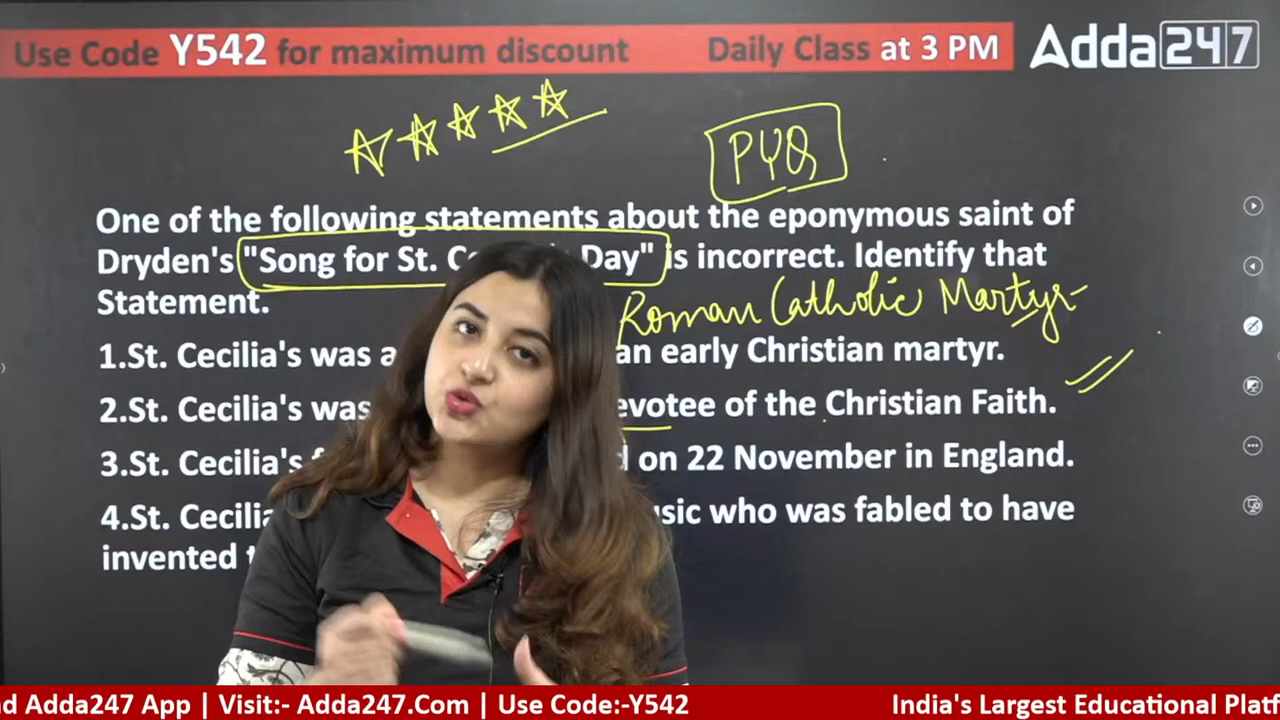 Use Code Y542 for maximum discount Daily Class at 3 PM Adda247
PYQ
One of the following statements about the eponymous saint of
Dryden's "Song for St. Day" is incorrect. Identify that
Statement.
Roman Catholic Martyr
1.St. Cecilia's was a an early Christian martyr.
2.St. Cecilia's was evotee of the Christian Faith.
3.St. Cecilia's on 22 November in England.
4.St. Cecilia who was fabled to have
invented
d Adda247 App | Visit:- Adda247.Com | Use Code:-Y542 India's Largest Educational Platf